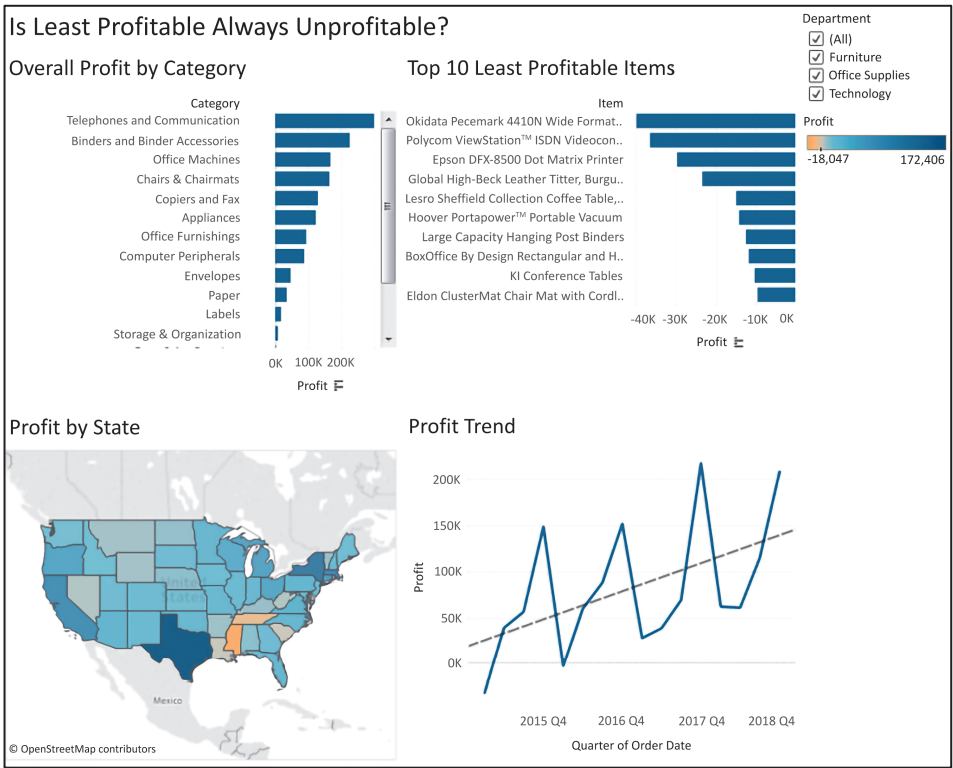 Is Least Profitable Always Unprofitable?
Department
(All)
Furniture
Office Supplies
Technology
Profit
-18,047 172,406
Overall Profit by Category
Category
Telephones and Communication
Binders and Binder Accessories
Office Machines
Chairs & Chairmats
Copiers and Fax
Appliances
Office Furnishings
Computer Peripherals
Envelopes
Paper
Labels
Storage & Organization
0K 100K 200K
Profit
Top 10 Least Profitable Items
Item
Okidata Pecemark 4410N Wide Format..
Polycom ViewStation™ ISDN Videocon..
Epson DFX-8500 Dot Matrix Printer
Global High-Beck Leather Titter, Burgu..
Lesro Sheffield Collection Coffee Table,..
Hoover Portapower™ Portable Vacuum
Large Capacity Hanging Post Binders
BoxOffice By Design Rectangular and H..
KI Conference Tables
Eldon ClusterMat Chair Mat with Cordl..
-40K -30K -20K -10K 0K
Profit
Profit by State
United
States
Mexico
© OpenStreetMap contributors
Profit Trend
Profit
200K
150K
100K
50K
0K
2015 Q4 2016 Q4 2017 Q4 2018 Q4
Quarter of Order Date